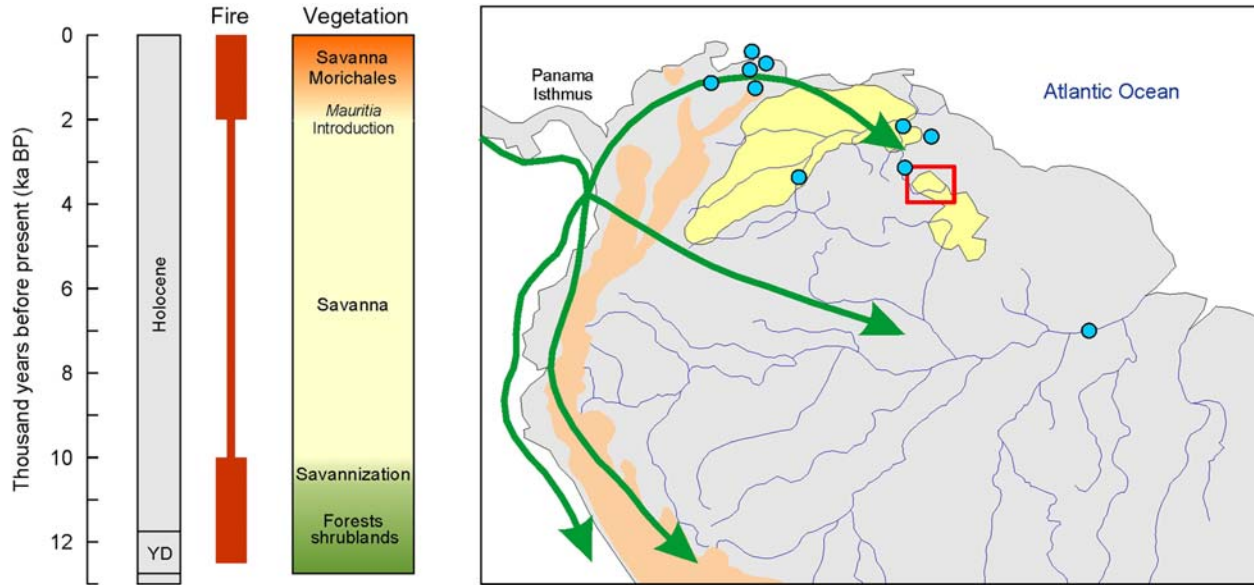 Fire
Vegetation
Thousand years before present (ka BP)
0
2
4
6
8
10
12
Holocene
YD
Savanna
Morichales
Mauritia
Introduction
Savanna
Savannization
Forests
shrublands
Panama
Isthmus
Atlantic Ocean